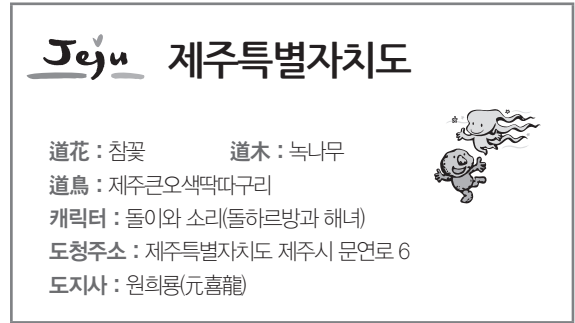 Jeju 제주특별자치도
道花 : 참꽃 道木 : 녹나무
道鳥 : 제주큰오색딱따구리
캐릭터 : 돌이와 소리(돌하르방과 해녀)
도청주소 : 제주특별자치도 제주시 문연로 6
도지사 : 원희룡(元喜龍)